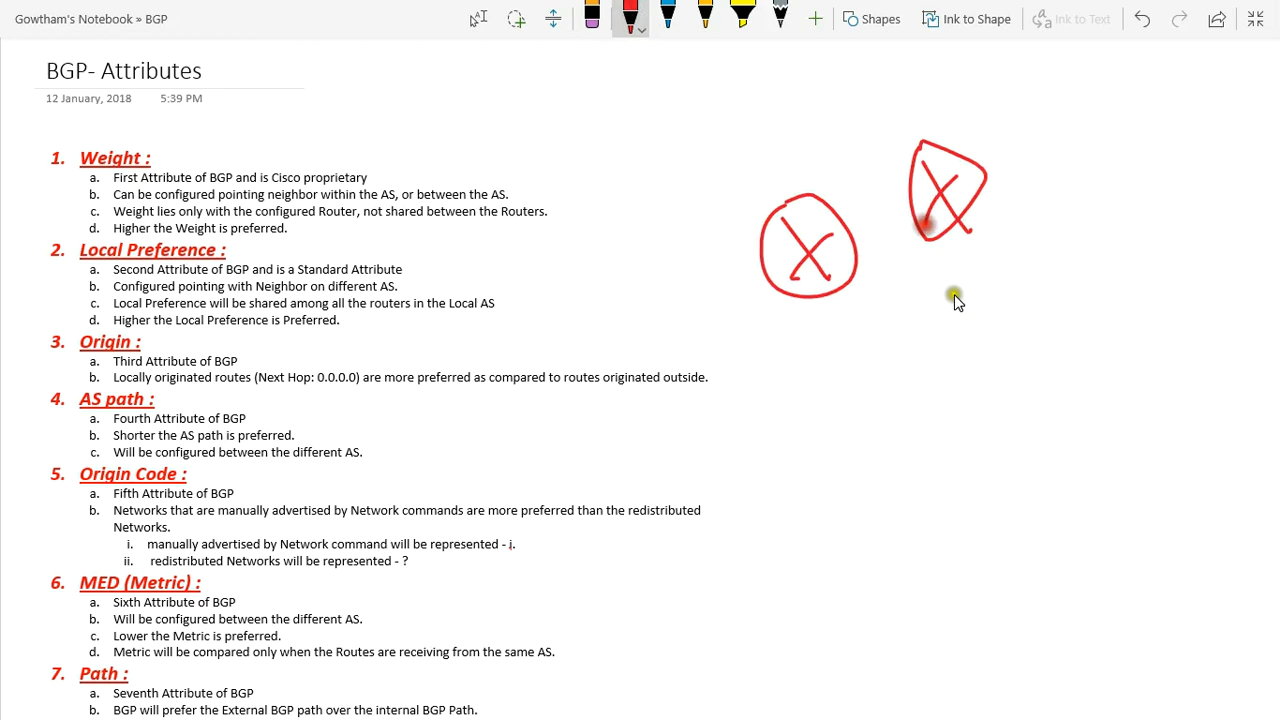 Gowtham's Notebook » BGP
Shapes
Ink to Shape
Ink to Text
BGP- Attributes
12 January, 2018 5:39 PM
1. Weight :
a. First Attribute of BGP and is Cisco proprietary
b. Can be configured pointing neighbor within the AS, or between the AS.
c. Weight lies only with the configured Router, not shared between the Routers.
d. Higher the Weight is preferred.
2. Local Preference :
a. Second Attribute of BGP and is a Standard Attribute
b. Configured pointing with Neighbor on different AS.
c. Local Preference will be shared among all the routers in the Local AS
d. Higher the Local Preference is Preferred.
3. Origin :
a. Third Attribute of BGP
b. Locally originated routes (Next Hop: 0.0.0.0) are more preferred as compared to routes originated outside.
4. AS path :
a. Fourth Attribute of BGP
b. Shorter the AS path is preferred.
c. Will be configured between the different AS.
5. Origin Code :
a. Fifth Attribute of BGP
b. Networks that are manually advertised by Network commands are more preferred than the redistributed
Networks.
i. manually advertised by Network command will be represented - i.
ii. redistributed Networks will be represented - ?
6. MED (Metric) :
a. Sixth Attribute of BGP
b. Will be configured between the different AS.
c. Lower the Metric is preferred.
d. Metric will be compared only when the Routes are receiving from the same AS.
7. Path :
a. Seventh Attribute of BGP
b. BGP will prefer the External BGP path over the internal BGP Path.